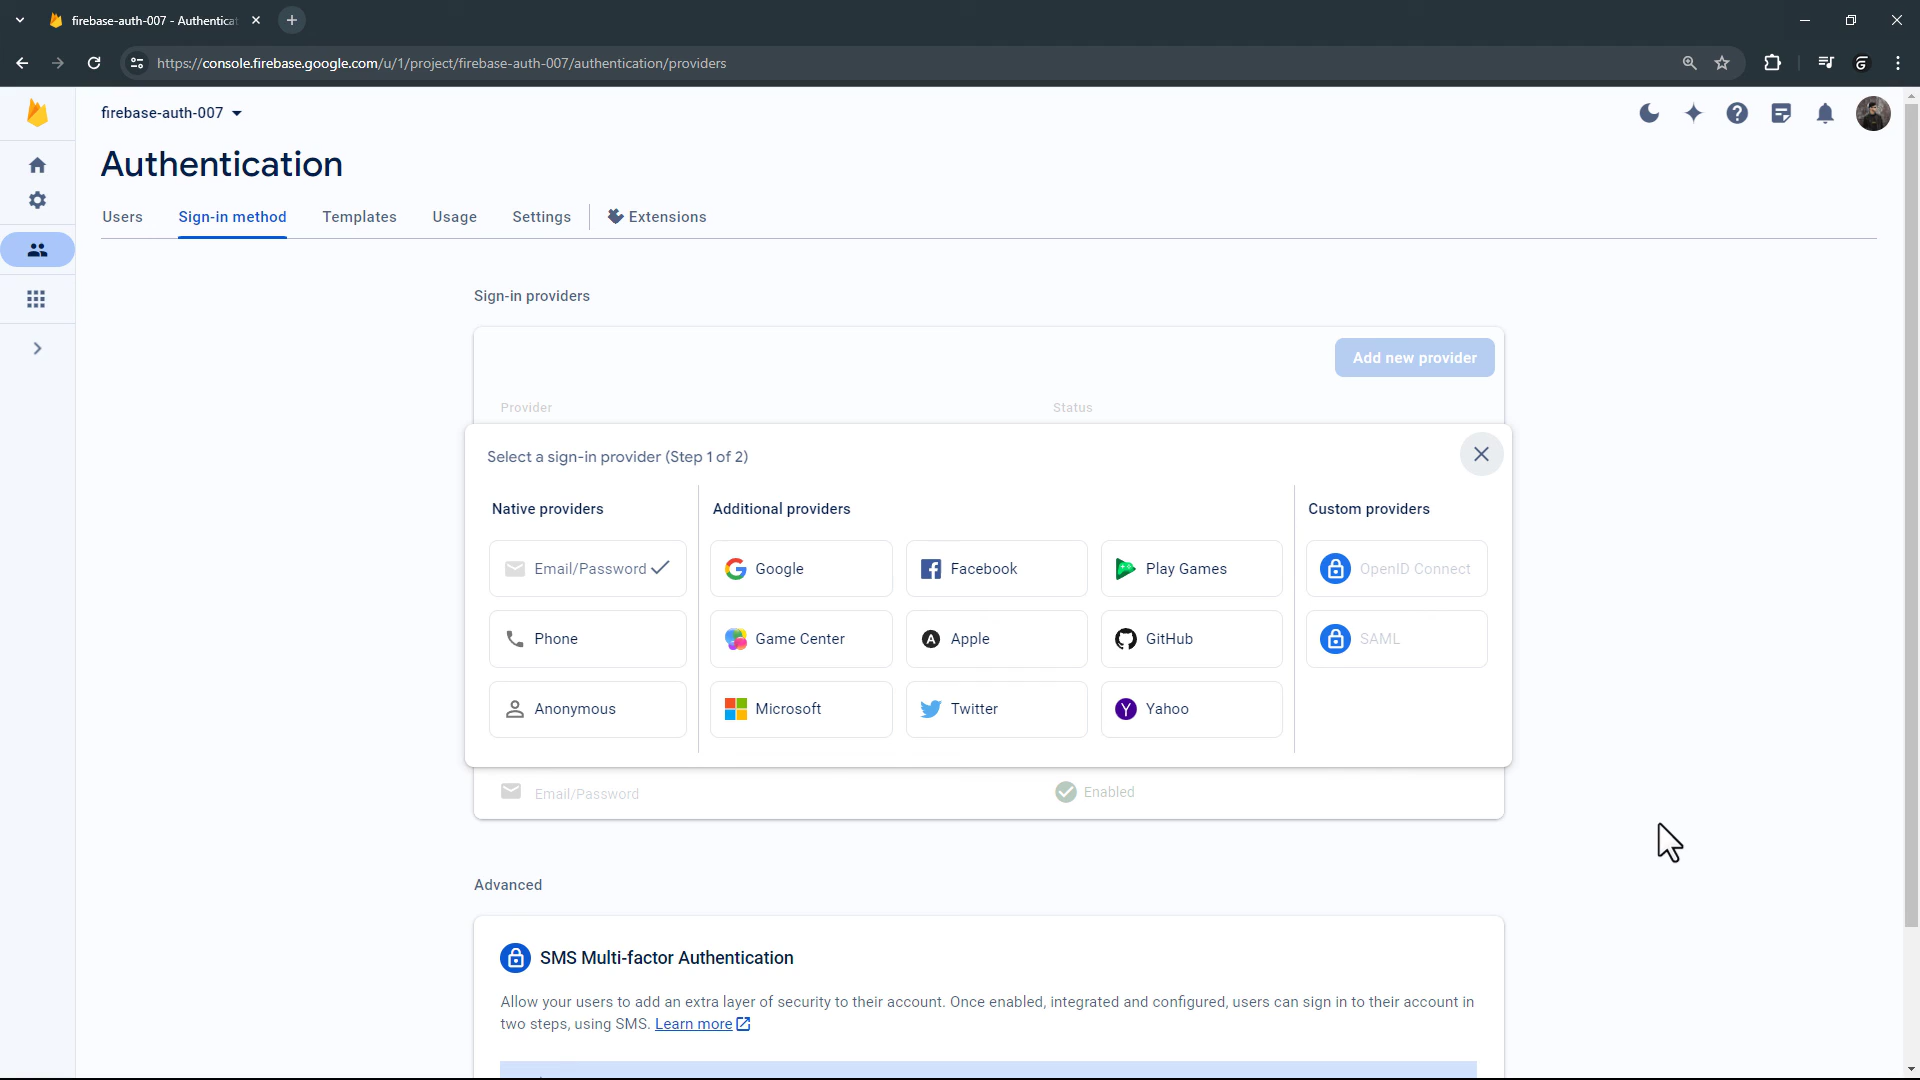 firebase-auth-007 - Authenticat
https://console.firebase.google.com/u/1/project/firebase-auth-007/authentication/providers
firebase-auth-007
Authentication
Users Sign-in method Templates Usage Settings Extensions
Sign-in providers
Add new provider
Provider Status
Select a sign-in provider (Step 1 of 2)
Native providers Additional providers Custom providers
Email/Password Google Facebook Play Games OpenID Connect
Phone Game Center Apple GitHub SAML
Anonymous Microsoft Twitter Yahoo
Email/Password Enabled
Advanced
SMS Multi-factor Authentication
Allow your users to add an extra layer of security to their account. Once enabled, integrated and configured, users can sign in to their account in
two steps, using SMS. Learn more